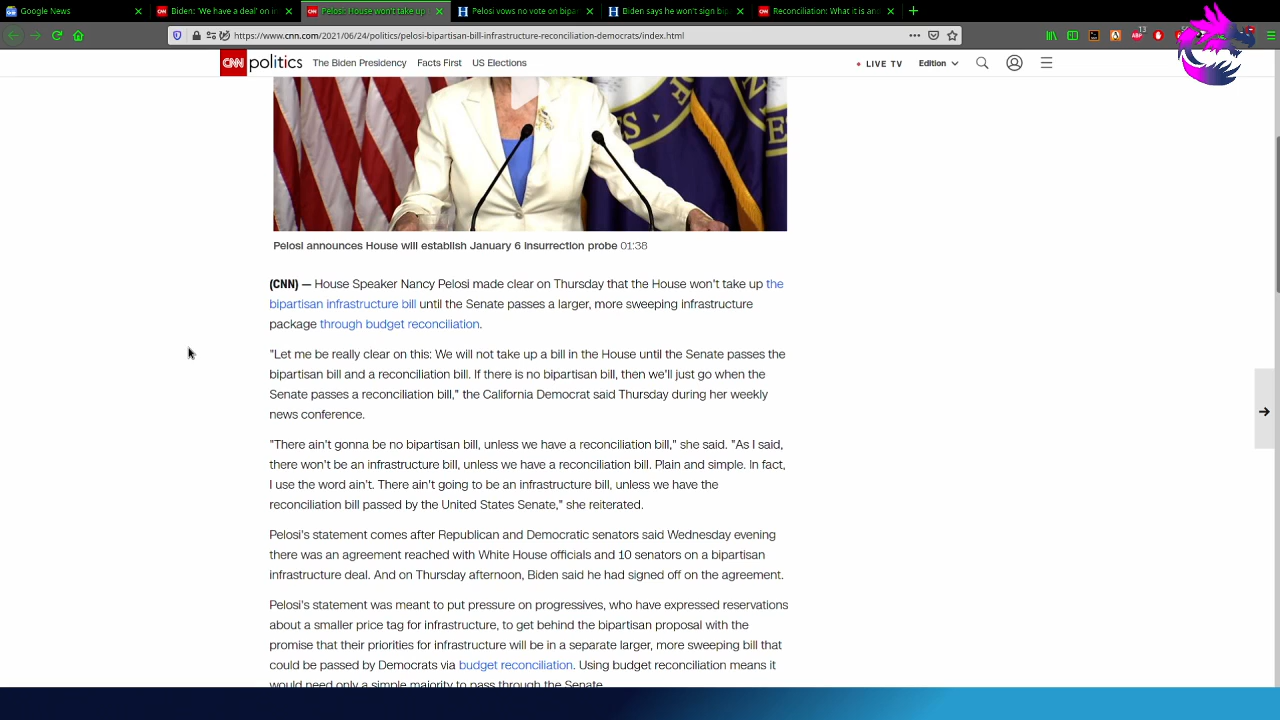 Google News
Biden: 'We have a deal' on in
Pelosi: House won't take up
Pelosi vows no vote on bipar
Biden says he won't sign bip
Reconciliation: What it is an
https://www.cnn.com/2021/06/24/politics/pelosi-bipartisan-bill-infrastructure-reconciliation-democrats/index.html
13
CNN politics The Biden Presidency Facts First US Elections LIVE TV Edition
Pelosi announces House will establish January 6 Insurrection probe 01:38
(CNN) — House Speaker Nancy Pelosi made clear on Thursday that the House won't take up the
bipartisan infrastructure bill until the Senate passes a larger, more sweeping infrastructure
package through budget reconciliation.
"Let me be really clear on this: We will not take up a bill in the House until the Senate passes the
bipartisan bill and a reconciliation bill. If there is no bipartisan bill, then we'll just go when the
Senate passes a reconciliation bill," the California Democrat said Thursday during her weekly
news conference.
"There ain't gonna be no bipartisan bill, unless we have a reconciliation bill," she said. "As I said,
there won't be an infrastructure bill, unless we have a reconciliation bill. Plain and simple. In fact,
I use the word ain't. There ain't going to be an infrastructure bill, unless we have the
reconciliation bill passed by the United States Senate," she reiterated.
Pelosi's statement comes after Republican and Democratic senators said Wednesday evening
there was an agreement reached with White House officials and 10 senators on a bipartisan
infrastructure deal. And on Thursday afternoon, Biden said he had signed off on the agreement.
Pelosi's statement was meant to put pressure on progressives, who have expressed reservations
about a smaller price tag for infrastructure, to get behind the bipartisan proposal with the
promise that their priorities for infrastructure will be in a separate larger, more sweeping bill that
could be passed by Democrats via budget reconciliation. Using budget reconciliation means it
would need only a simple majority to pass through the Senate.